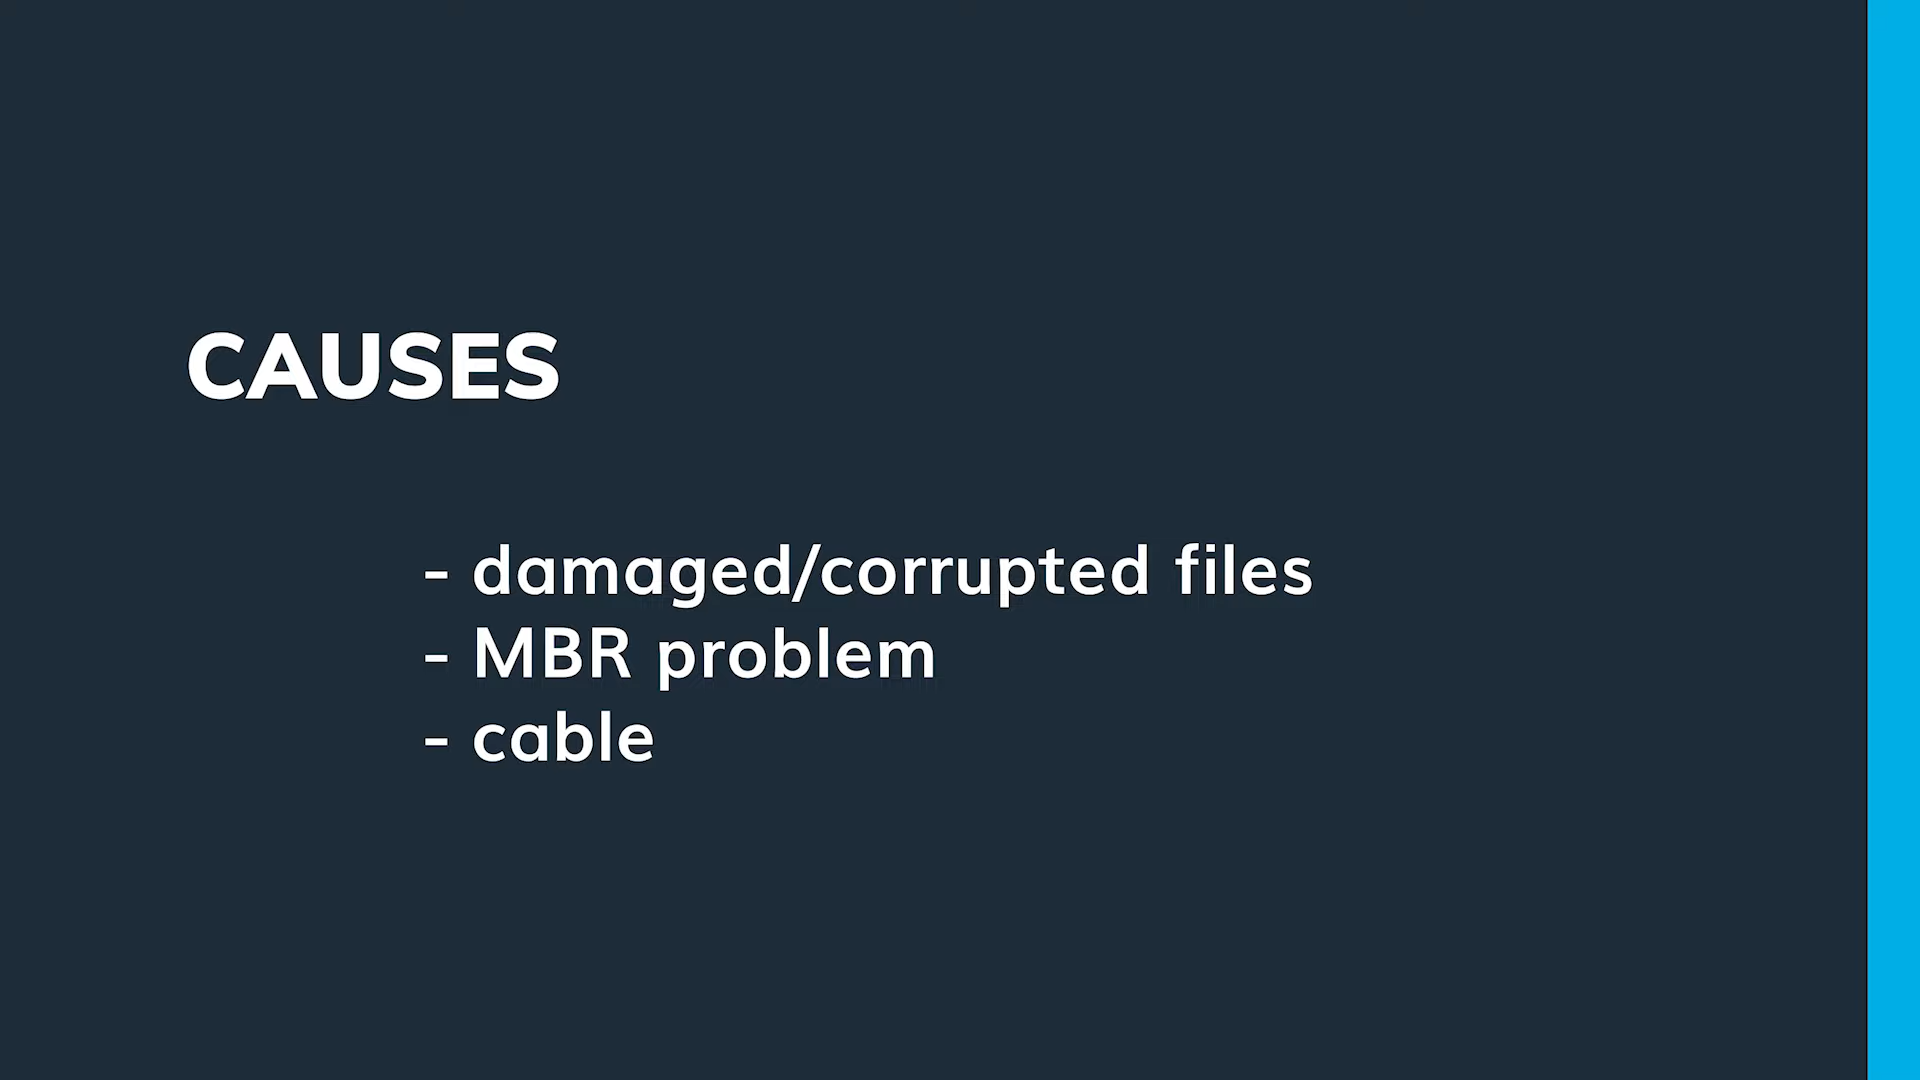 CAUSES
- damaged/corrupted files
- MBR problem
- cable